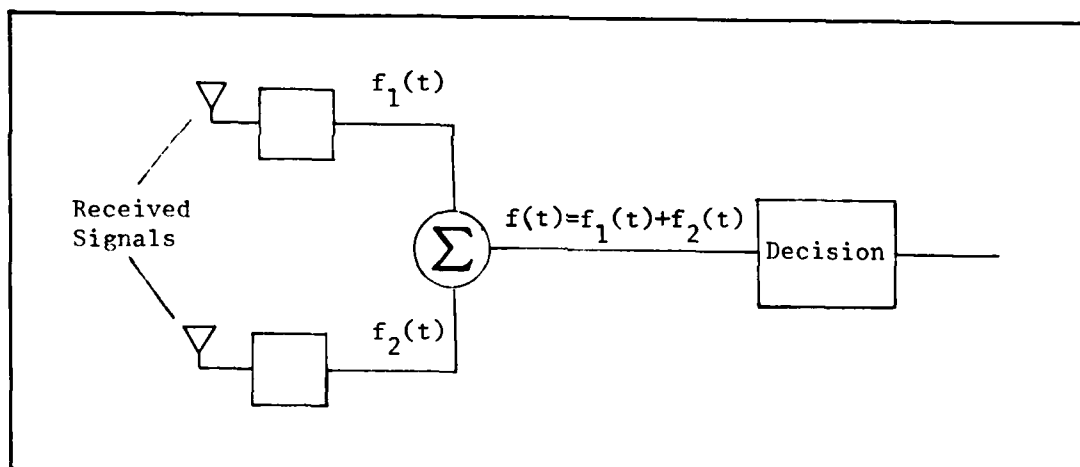 f₁(t)
Received
Signals
Σ
f(t)=f₁(t)+f₂(t)
Decision
f₂(t)